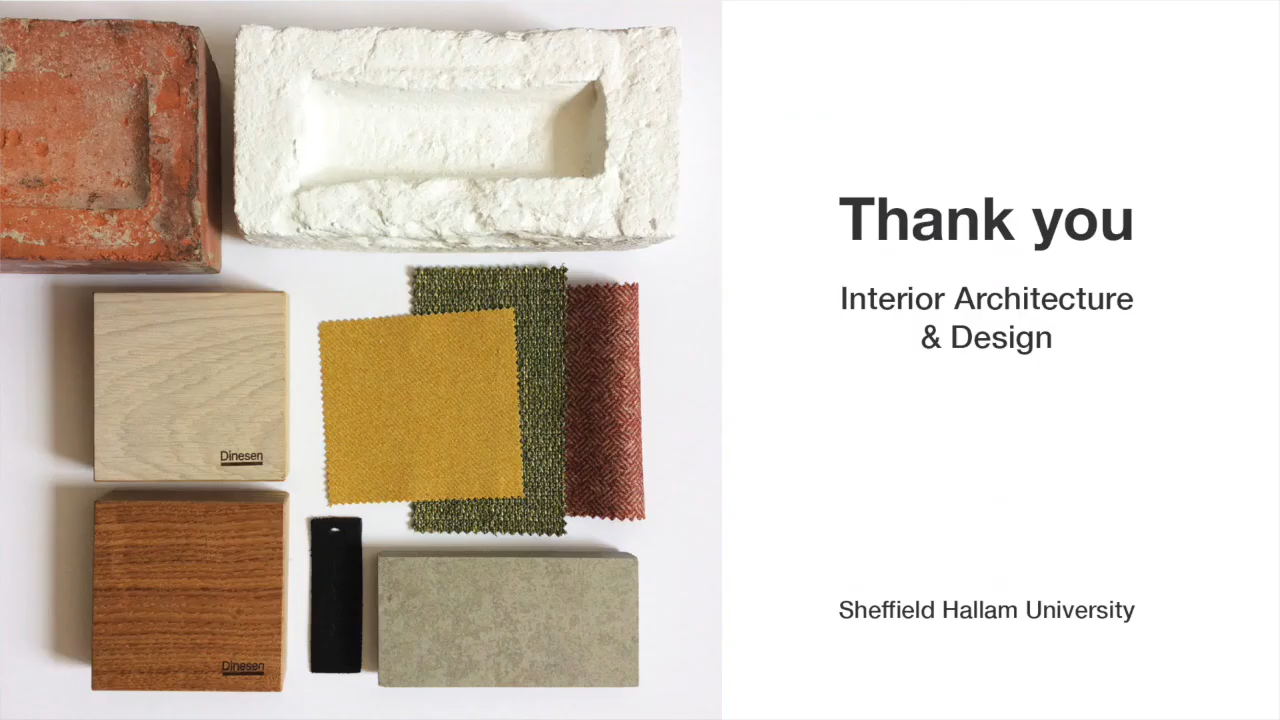 Dinesen
Dinesen
Thank you
Interior Architecture
& Design
Sheffield Hallam University